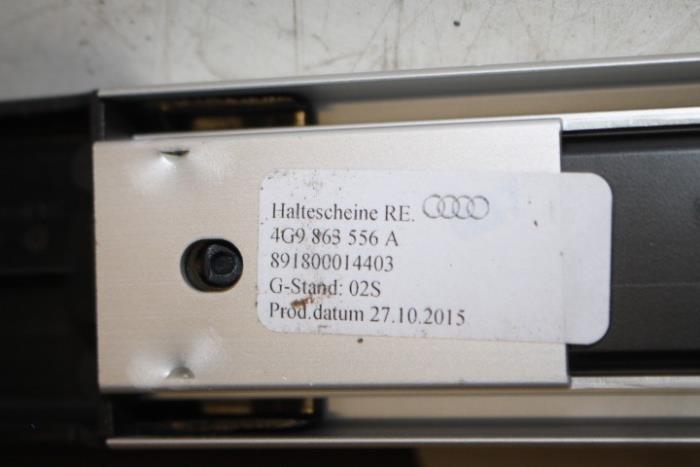 Haltescheine RE.
4G9 863 556 A
891800014403
G-Stand: 02S
Prod.datum 27.10.2015